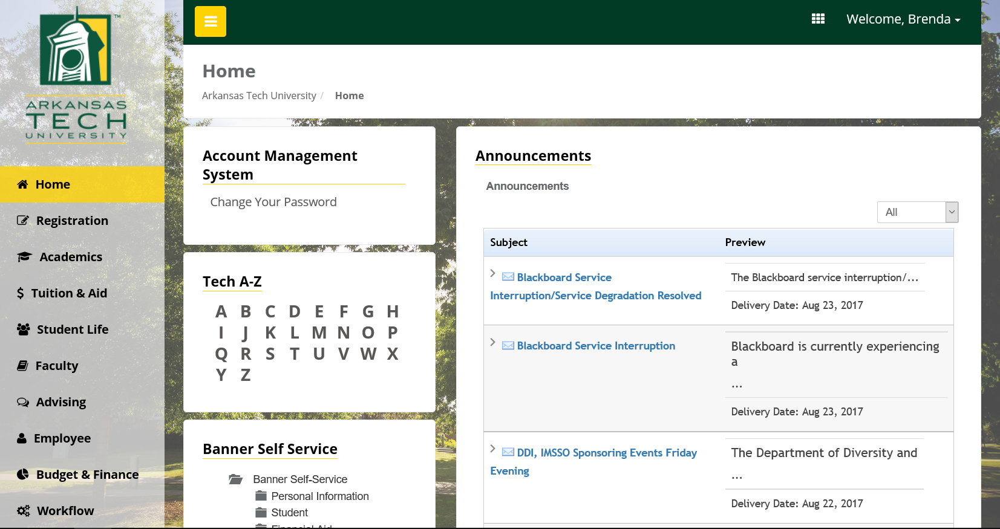 ARKANSAS
TECH
UNIVERSITY
™
Home
Registration
Academics
Tuition & Aid
Student Life
Faculty
Advising
Employee
Budget & Finance
Workflow
Welcome, Brenda
Home
Arkansas Tech University / Home
Account Management
System
Change Your Password
Tech A-Z
A B C D E F G H
I J K L M N O P
Q R S T U V W X
Y Z
Banner Self Service
Banner Self-Service
Personal Information
Student
Financial Aid
Announcements
Announcements
All
Subject Preview
Blackboard Service
Interruption/Service Degradation Resolved
The Blackboard service interruption/...
Delivery Date: Aug 23, 2017
Blackboard Service Interruption
Blackboard is currently experiencing
a
...
Delivery Date: Aug 23, 2017
DDI, IMSSO Sponsoring Events Friday
Evening
The Department of Diversity and
...
Delivery Date: Aug 22, 2017